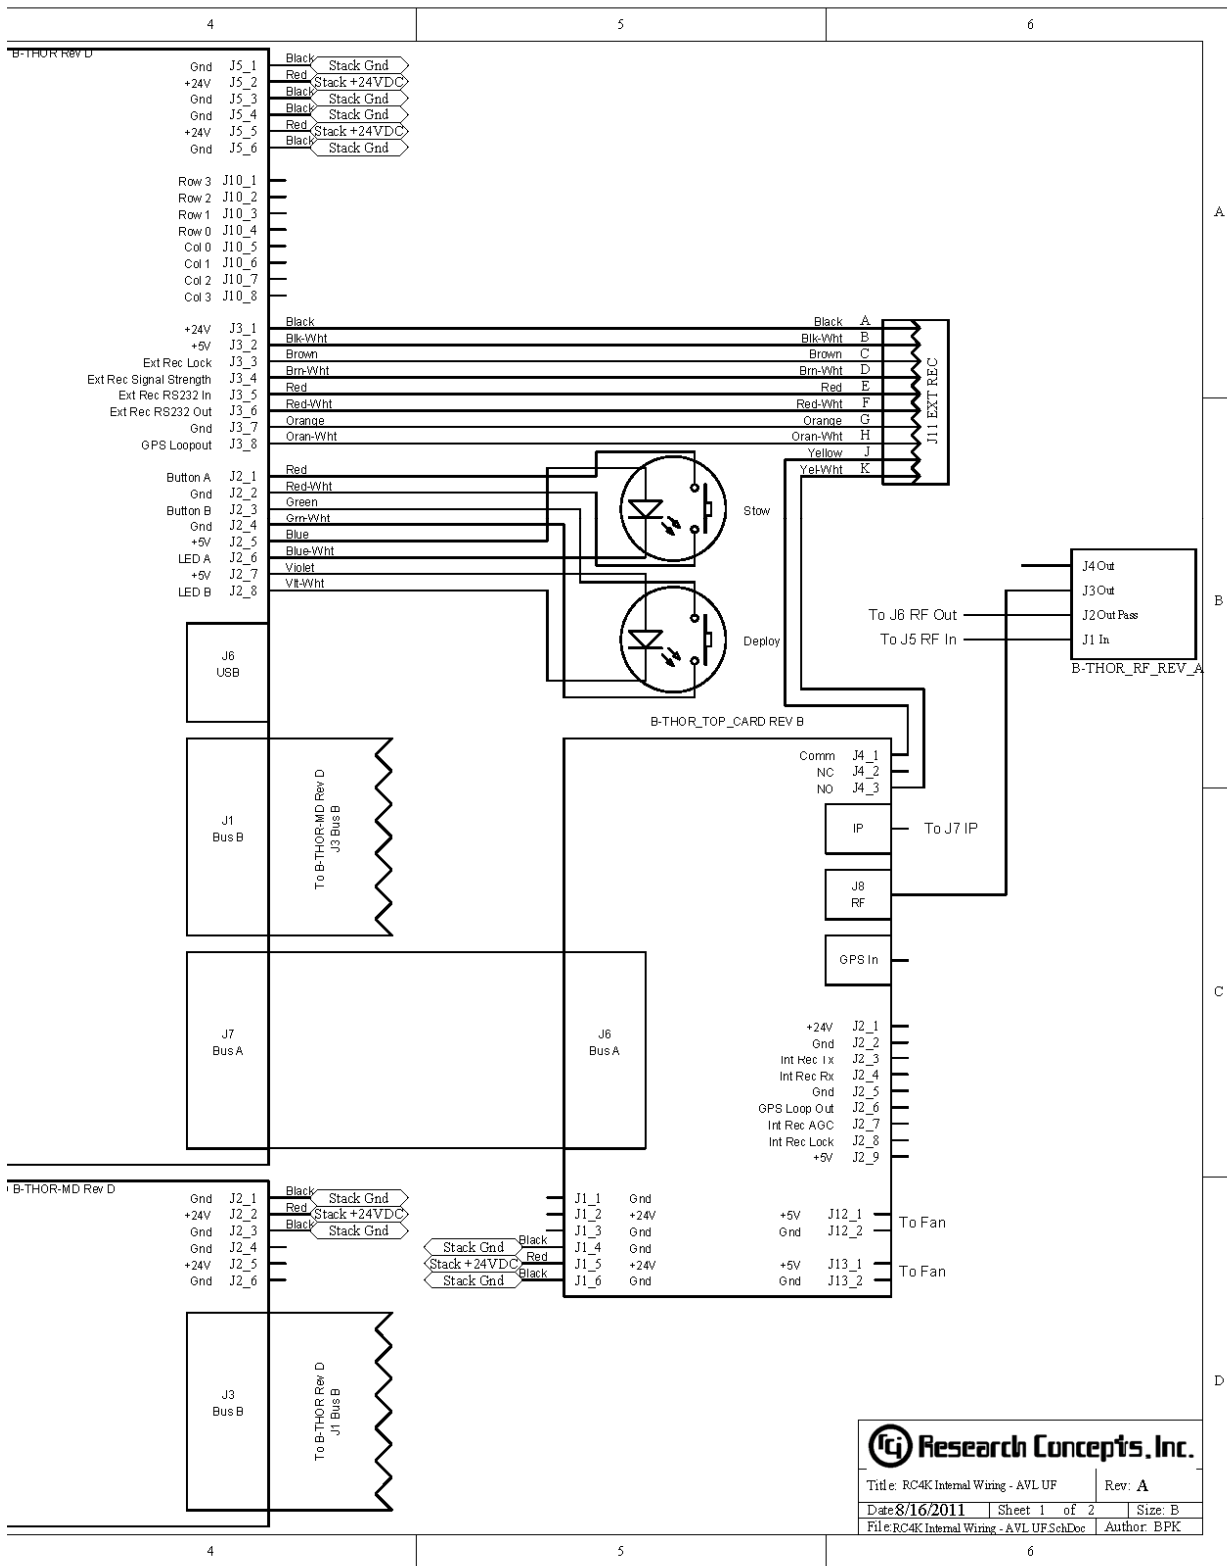 4 5 6
B-THOR Rev D
Gnd J5_1 Black Stack Gnd
+24V J5_2 Red Stack +24VDC
Gnd J5_3 Black Stack Gnd
Gnd J5_4 Black Stack Gnd
+24V J5_5 Red Stack +24VDC
Gnd J5_6 Black Stack Gnd
Row 3 J10_1
Row 2 J10_2
Row 1 J10_3
Row 0 J10_4
Col 0 J10_5
Col 1 J10_6
Col 2 J10_7
Col 3 J10_8
A
+24V J3_1 Black Black A
+5V J3_2 Blk-Wht Blk-Wht B
Ext Rec Lock J3_3 Brown Brown C
Ext Rec Signal Strength J3_4 Brn-Wht Brn-Wht D
Ext Rec RS232 In J3_5 Red Red E
Ext Rec RS232 Out J3_6 Red-Wht Red-Wht F
Gnd J3_7 Orange Orange G
GPS Loopout J3_8 Oran-Wht Oran-Wht H
Yellow J
Yel-Wht K
J11 EXT REC
Button A J2_1 Red
Gnd J2_2 Red-Wht
Button B J2_3 Green
Gnd J2_4 Grn-Wht
+5V J2_5 Blue
LED A J2_6 Blue-Wht
+5V J2_7 Violet
LED B J2_8 Vlt-Wht
Stow
Deploy
J4 Out
J3 Out
To J6 RF Out J2 Out Pass
To J5 RF In J1 In
B-THOR_RF_REV_A
B
J6
USB
B-THOR_TOP_CARD REV B
Comm J4_1
NC J4_2
NO J4_3
J1
Bus B
To B-THOR-MD Rev D
J3 Bus B
IP To J7 IP
J8
RF
GPS In
C
J7
Bus A
J6
Bus A
+24V J2_1
Gnd J2_2
Int Rec Tx J2_3
Int Rec Rx J2_4
Gnd J2_5
GPS Loop Out J2_6
Int Rec AGC J2_7
Int Rec Lock J2_8
+5V J2_9
B-THOR-MD Rev D
Gnd J2_1 Black Stack Gnd
+24V J2_2 Red Stack +24VDC
Gnd J2_3 Black Stack Gnd
Gnd J2_4
+24V J2_5
Gnd J2_6
J1_1 Gnd
J1_2 +24V
J1_3 Gnd
Stack Gnd Black J1_4 Gnd
Stack +24VDC Red J1_5 +24V
Stack Gnd Black J1_6 Gnd
+5V J12_1
Gnd J12_2
To Fan
+5V J13_1
Gnd J13_2
To Fan
J3
Bus B
To B-THOR Rev D
J1 Bus B
D
rci Research Concepts, Inc.
Title: RC4K Internal Wiring - AVL UF Rev: A
Date: 8/16/2011 Sheet 1 of 2 Size: B
File: RC4K Internal Wiring - AVL UF.SchDoc Author: BPK
4 5 6